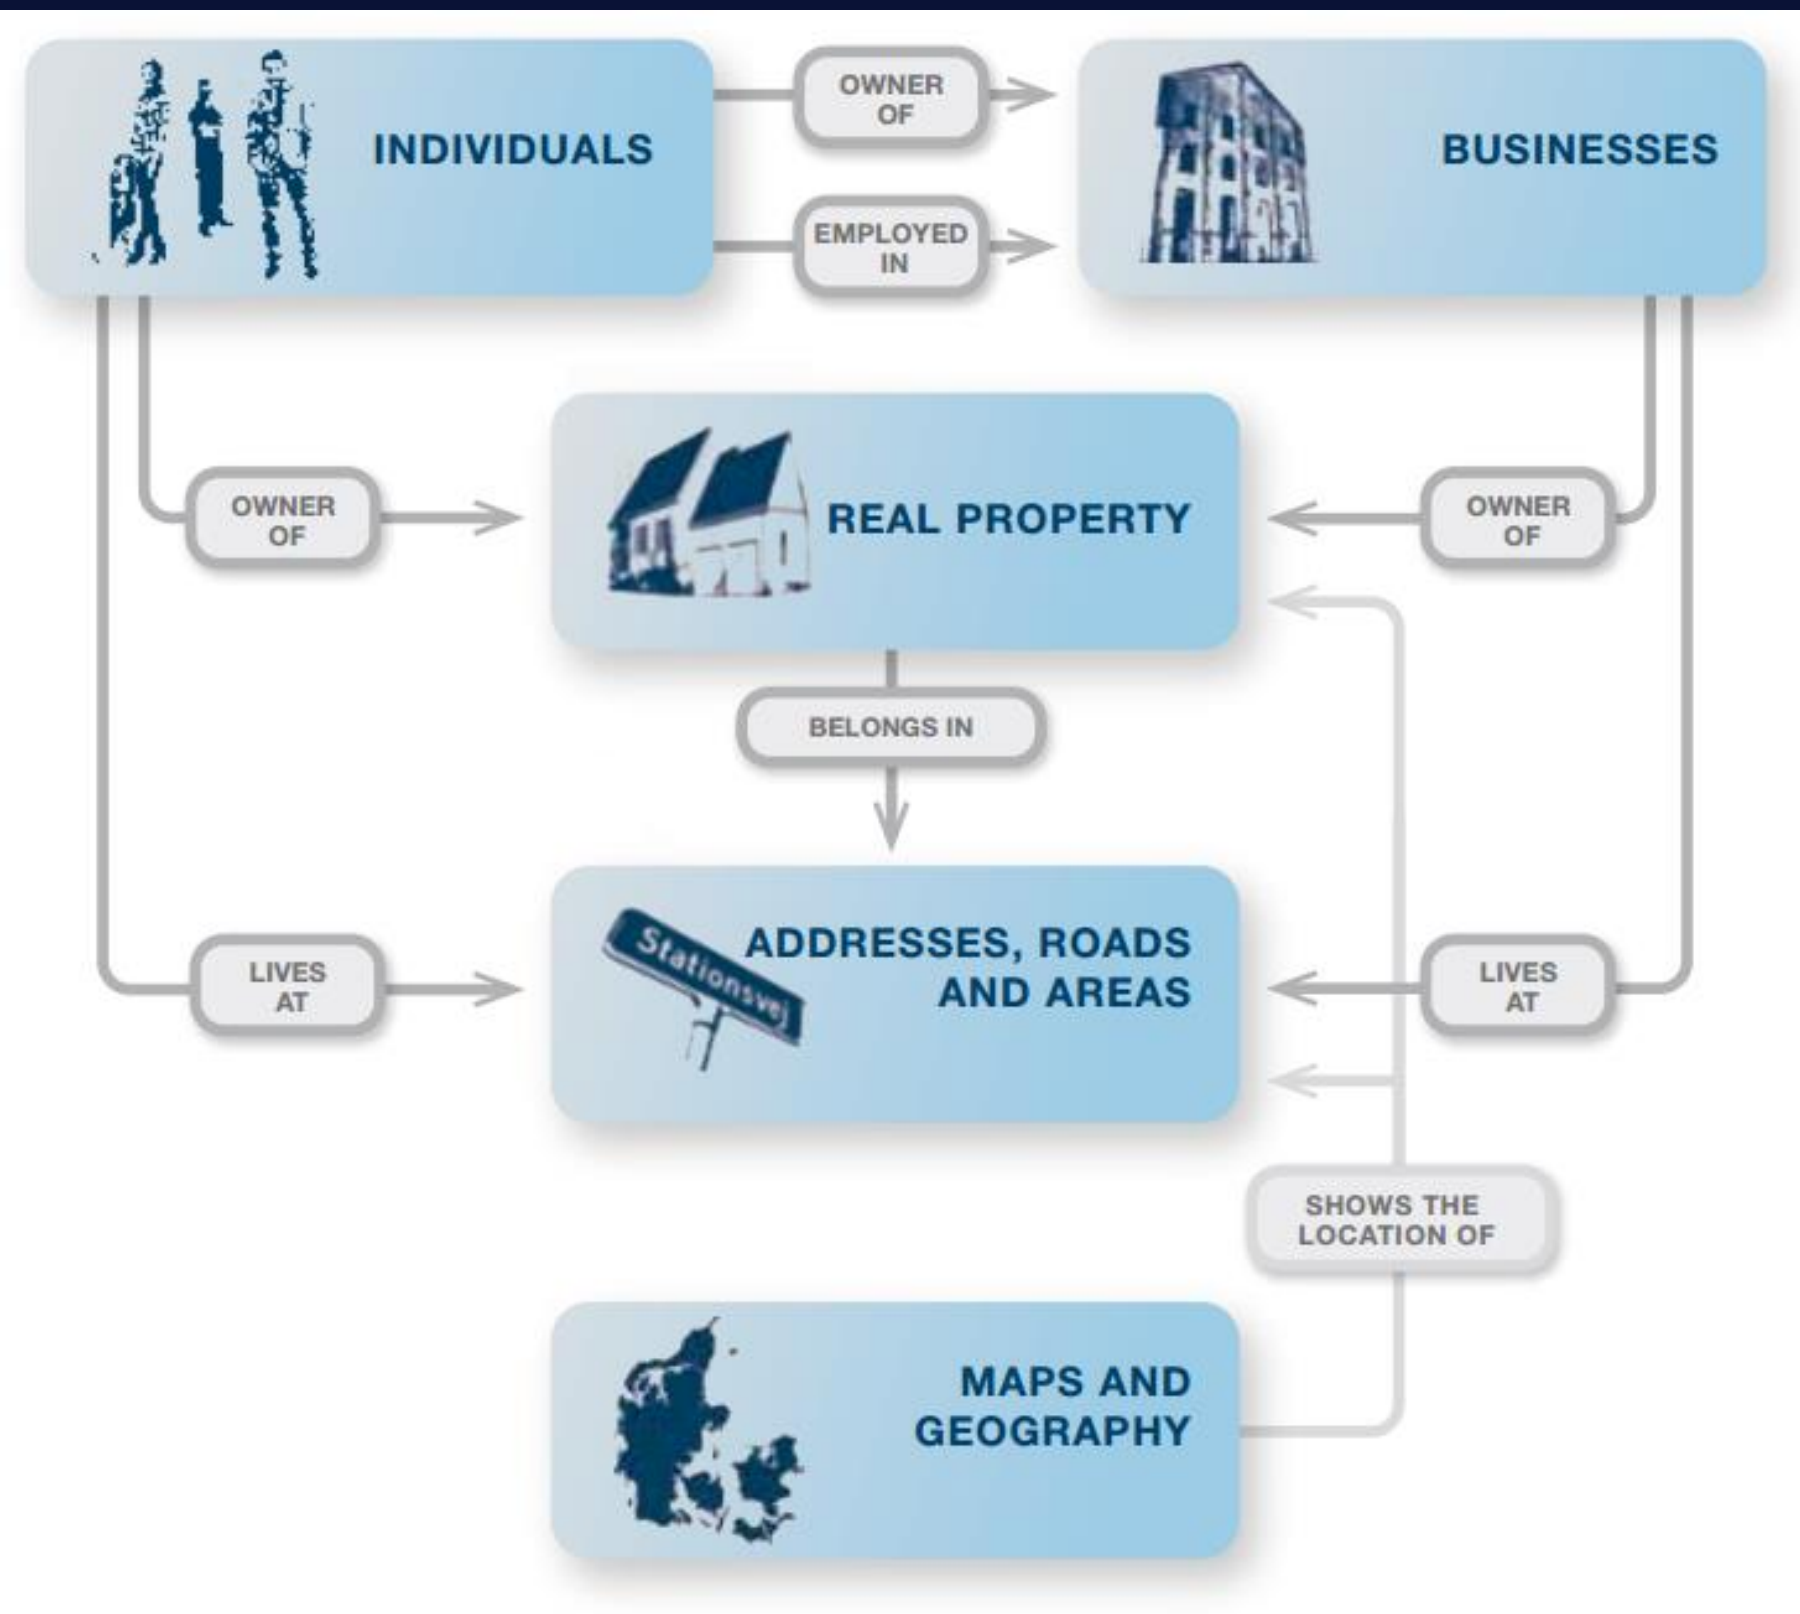 INDIVIDUALS
OWNER
OF
EMPLOYED
IN
BUSINESSES
OWNER
OF
REAL PROPERTY
OWNER
OF
BELONGS IN
LIVES
AT
Stationsvej
ADDRESSES, ROADS
AND AREAS
LIVES
AT
SHOWS THE
LOCATION OF
MAPS AND
GEOGRAPHY